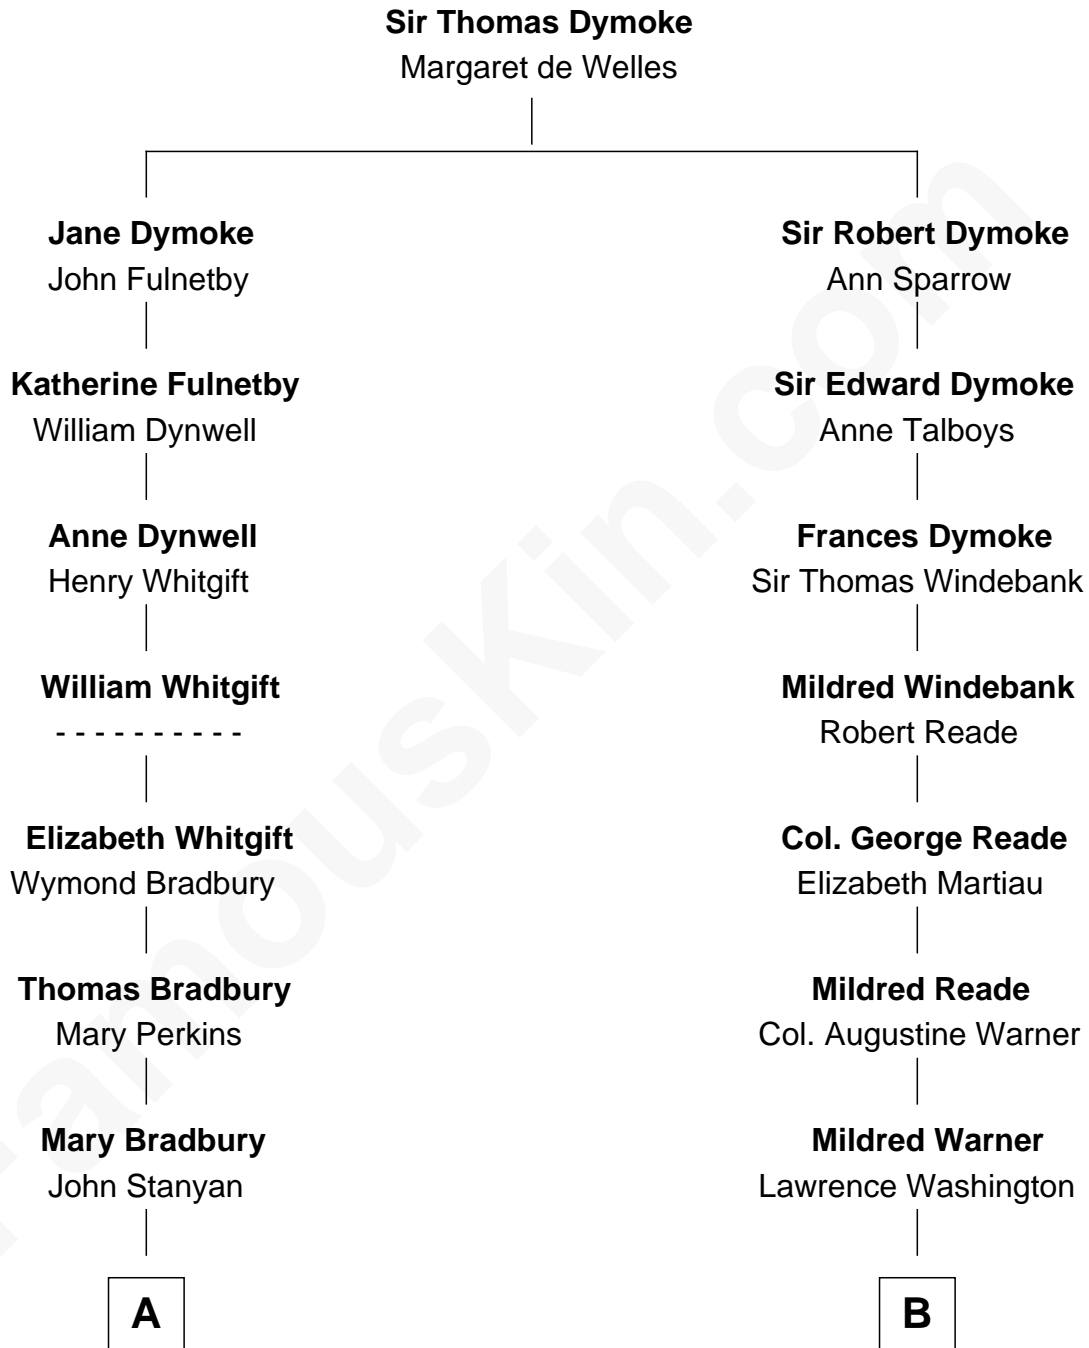 Sir Thomas Dymoke
Margaret de Welles
Jane Dymoke
John Fulnetby
Katherine Fulnetby
William Dynwell
Anne Dynwell
Henry Whitgift
William Whitgift
- - - - - - - - - -
Elizabeth Whitgift
Wymond Bradbury
Thomas Bradbury
Mary Perkins
Mary Bradbury
John Stanyan
A
Sir Robert Dymoke
Ann Sparrow
Sir Edward Dymoke
Anne Talboys
Frances Dymoke
Sir Thomas Windebank
Mildred Windebank
Robert Reade
Col. George Reade
Elizabeth Martiau
Mildred Reade
Col. Augustine Warner
Mildred Warner
Lawrence Washington
B
FamousKin.com